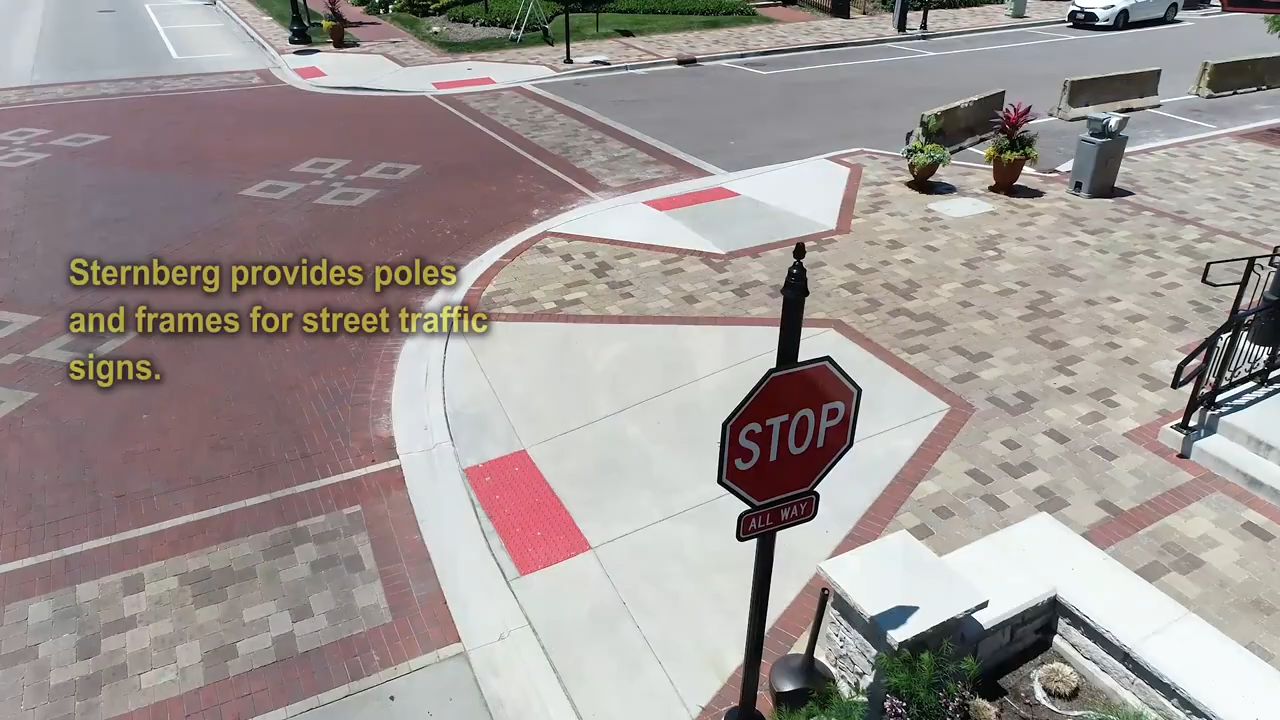 Sternberg provides poles
and frames for street traffic
signs.
STOP
ALL WAY